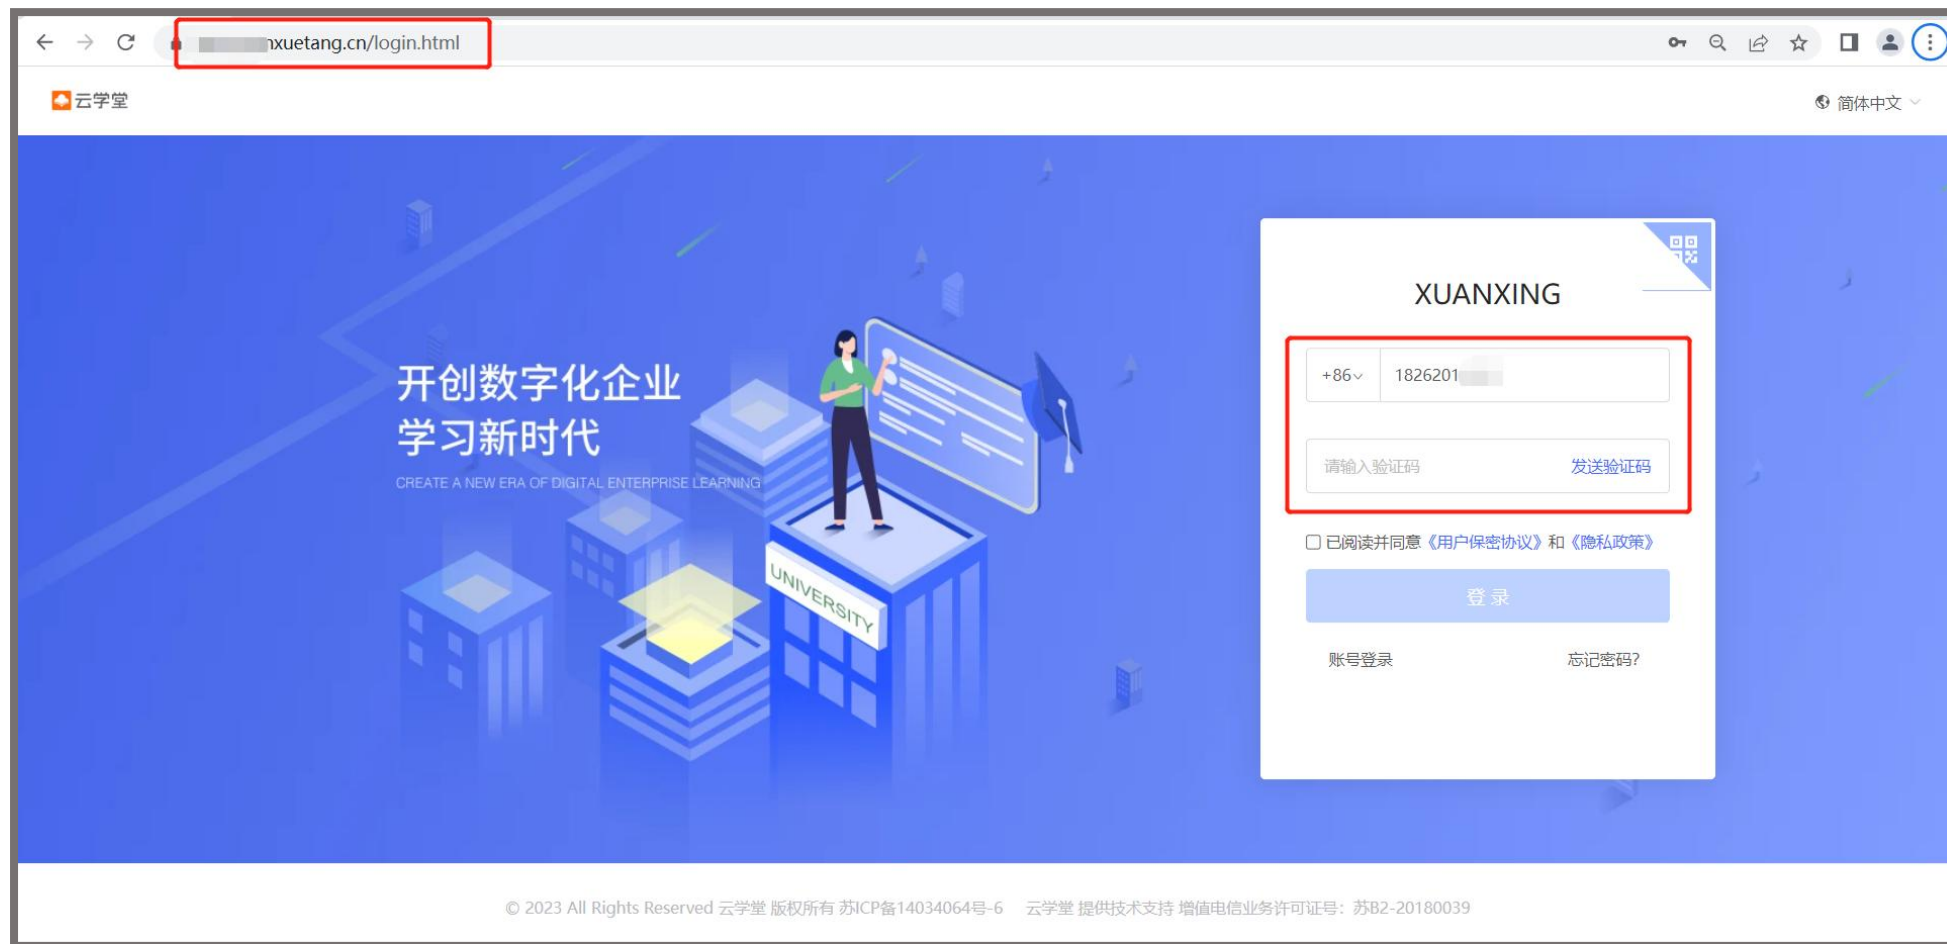 nxuetang.cn/login.html
云学堂
简体中文
开创数字化企业
学习新时代
CREATE A NEW ERA OF DIGITAL ENTERPRISE LEARNING
UNIVERSITY
XUANXING
+86 1826201
请输入验证码 发送验证码
已阅读并同意《用户保密协议》和《隐私政策》
登录
账号登录 忘记密码?
© 2023 All Rights Reserved 云学堂 版权所有 苏ICP备14034064号-6 云学堂 提供技术支持 增值电信业务许可证号：苏B2-20180039